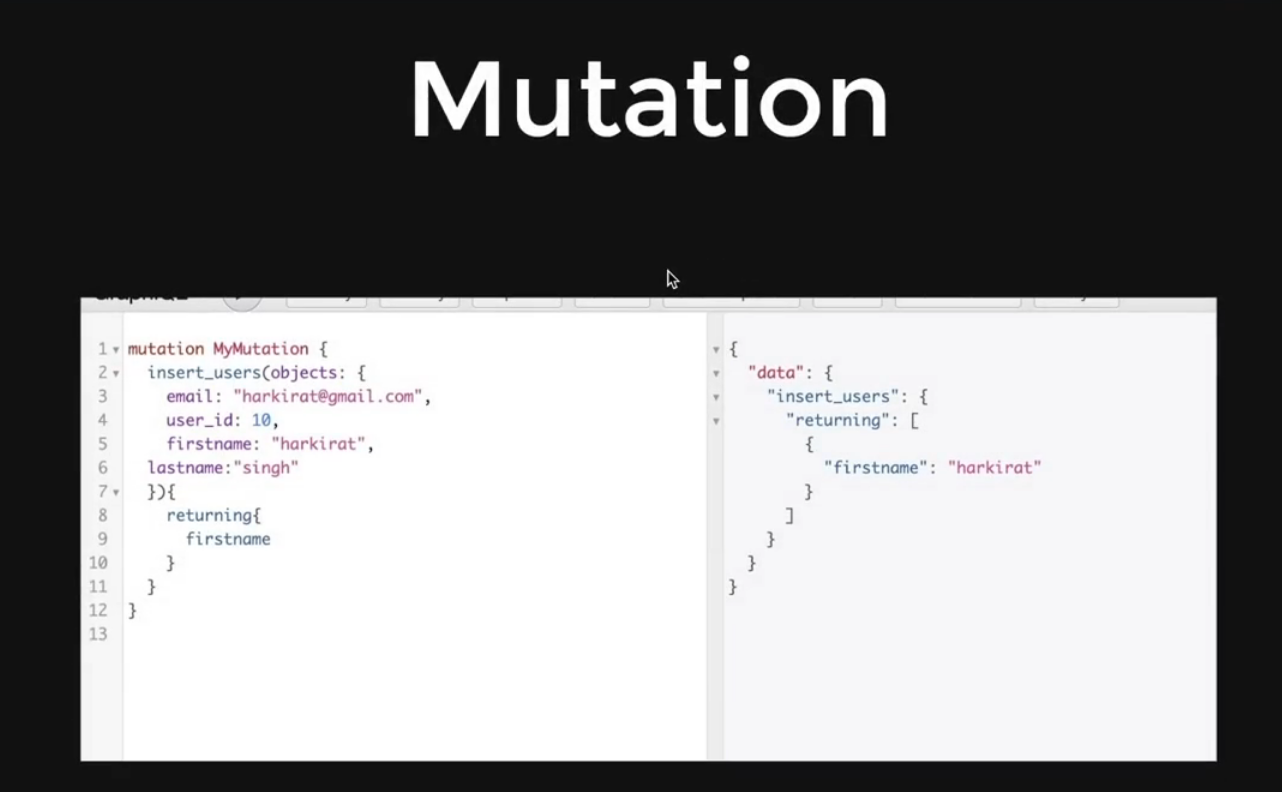 Mutation
GraphiQL
1 mutation MyMutation {
2 insert_users(objects: {
3 email: "harkirat@gmail.com",
4 user_id: 10,
5 firstname: "harkirat",
6 lastname:"singh"
7 }){
8 returning{
9 firstname
10 }
11 }
12 }
13
{
"data": {
"insert_users": {
"returning": [
{
"firstname": "harkirat"
}
]
}
}
}